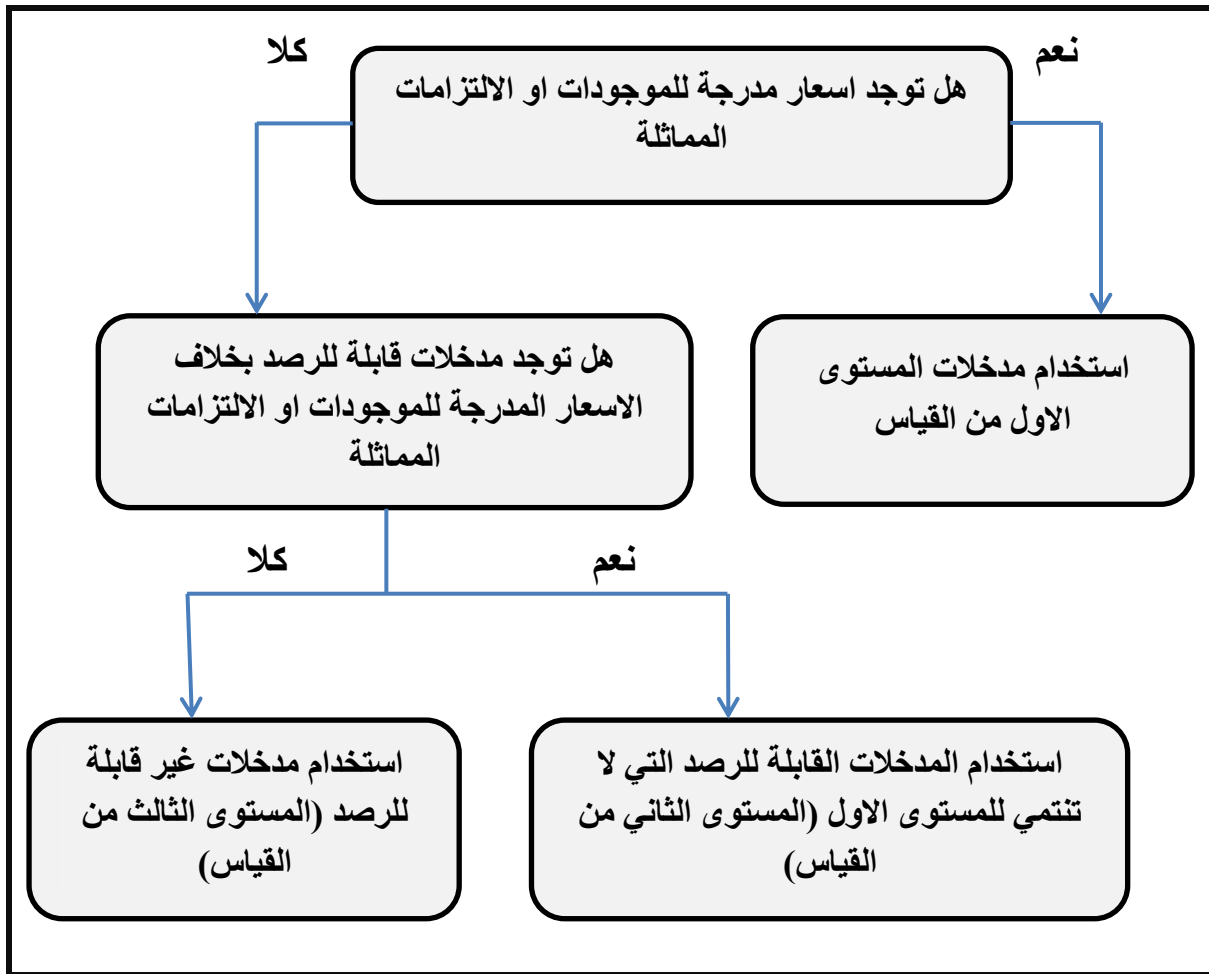 نعم
كلا
هل توجد اسعار مدرجة للموجودات او الالتزامات
المماثلة
استخدام مدخلات المستوى
الاول من القياس
هل توجد مدخلات قابلة للرصد بخلاف
الاسعار المدرجة للموجودات او الالتزامات
المماثلة
نعم
كلا
استخدام المدخلات القابلة للرصد التي لا
تنتمي للمستوى الاول (المستوى الثاني من
القياس)
استخدام مدخلات غير قابلة
للرصد (المستوى الثالث من
القياس)